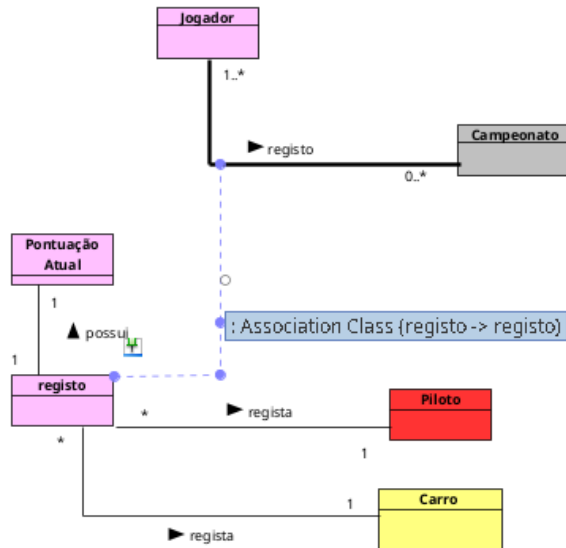 Jogador
1..*
registo
Campeonato
0..*
Pontuação
Atual
1
possui
: Association Class (registo -> registo)
1
registo
*
regista
Piloto
*
1
1
Carro
regista